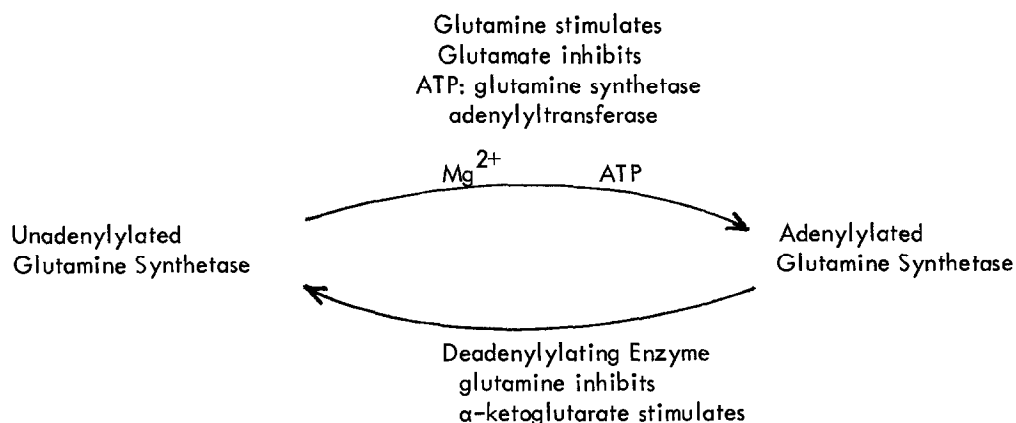 Glutamine stimulates
Glutamate inhibits
ATP: glutamine synthetase
adenylyltransferase
Mg2+ ATP
Unadenylylated
Glutamine Synthetase
Adenylylated
Glutamine Synthetase
Deadenylylating Enzyme
glutamine inhibits
α-ketoglutarate stimulates